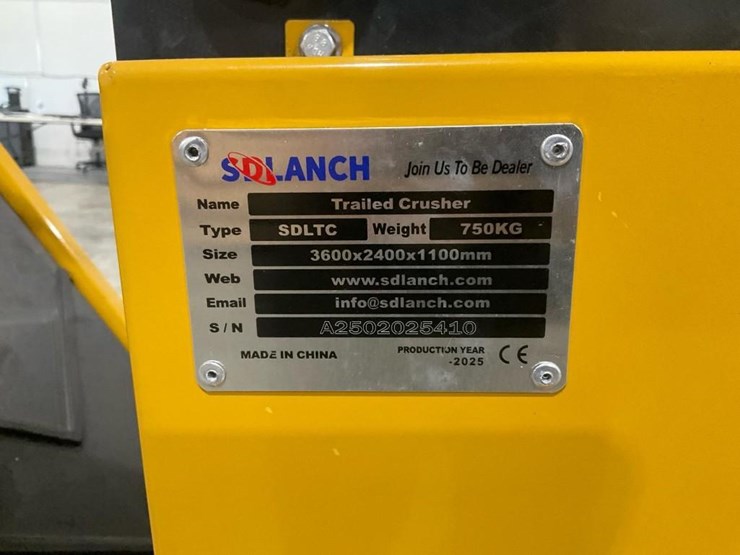 SDLANCH Join Us To Be Dealer
Name Trailed Crusher
Type SDLTC Weight 750KG
Size 3600x2400x1100mm
Web www.sdlanch.com
Email info@sdlanch.com
S / N A2502025410
MADE IN CHINA PRODUCTION YEAR
-2025 CE